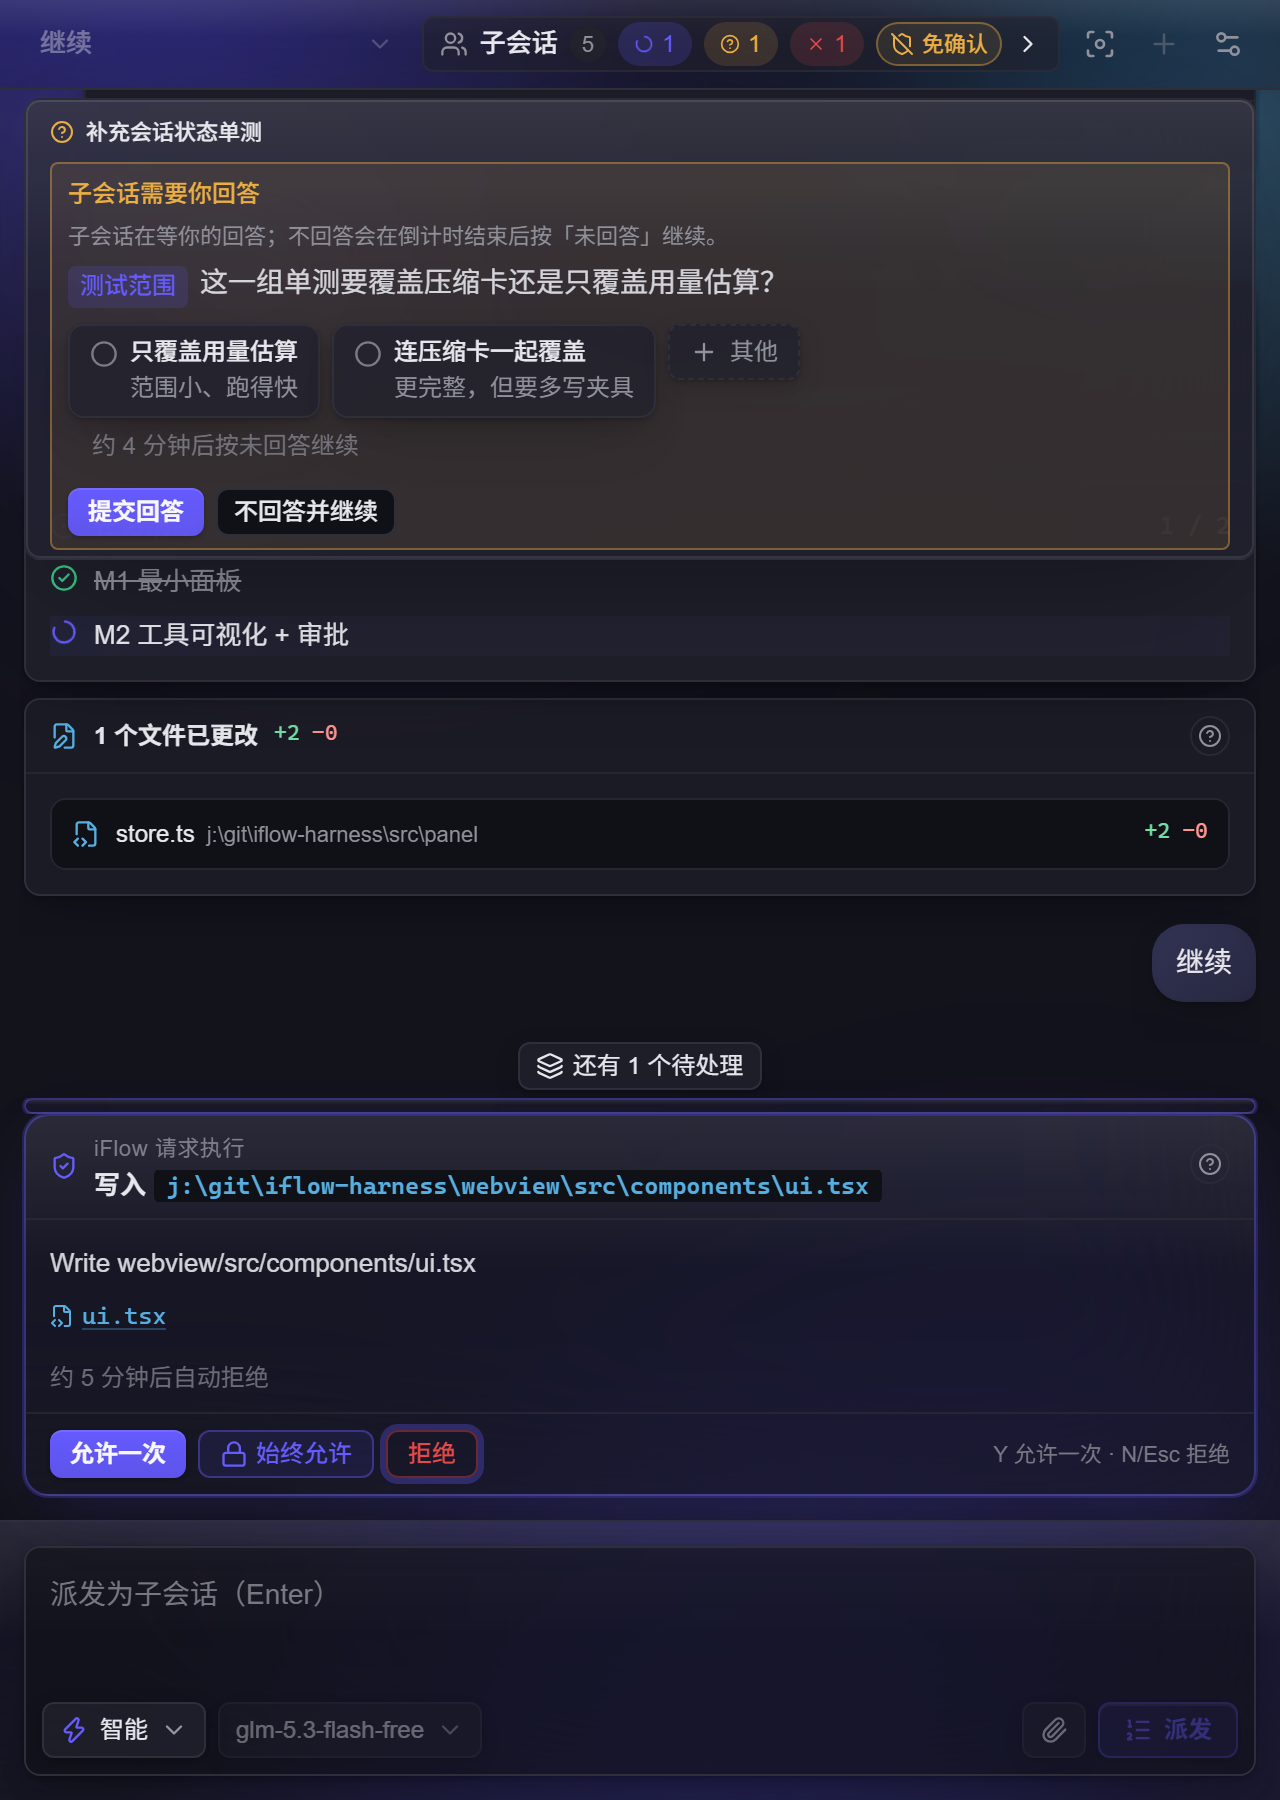 继续
子会话 5 1 1 1 免确认
补充会话状态单测
子会话需要你回答
子会话在等你的回答；不回答会在倒计时结束后按「未回答」继续。
测试范围 这一组单测要覆盖压缩卡还是只覆盖用量估算？
只覆盖用量估算 连压缩卡一起覆盖 其他
范围小、跑得快 更完整，但要多写夹具
约 4 分钟后按未回答继续
提交回答 不回答并继续
1 / 2
M1 最小面板
M2 工具可视化 + 审批
1 个文件已更改 +2 −0
store.ts j:\git\iflow-harness\src\panel +2 −0
继续
还有 1 个待处理
iFlow 请求执行
写入 j:\git\iflow-harness\webview\src\components\ui.tsx
Write webview/src/components/ui.tsx
ui.tsx
约 5 分钟后自动拒绝
允许一次 始终允许 拒绝 Y 允许一次 · N/Esc 拒绝
派发为子会话（Enter）
智能 glm-5.3-flash-free 派发